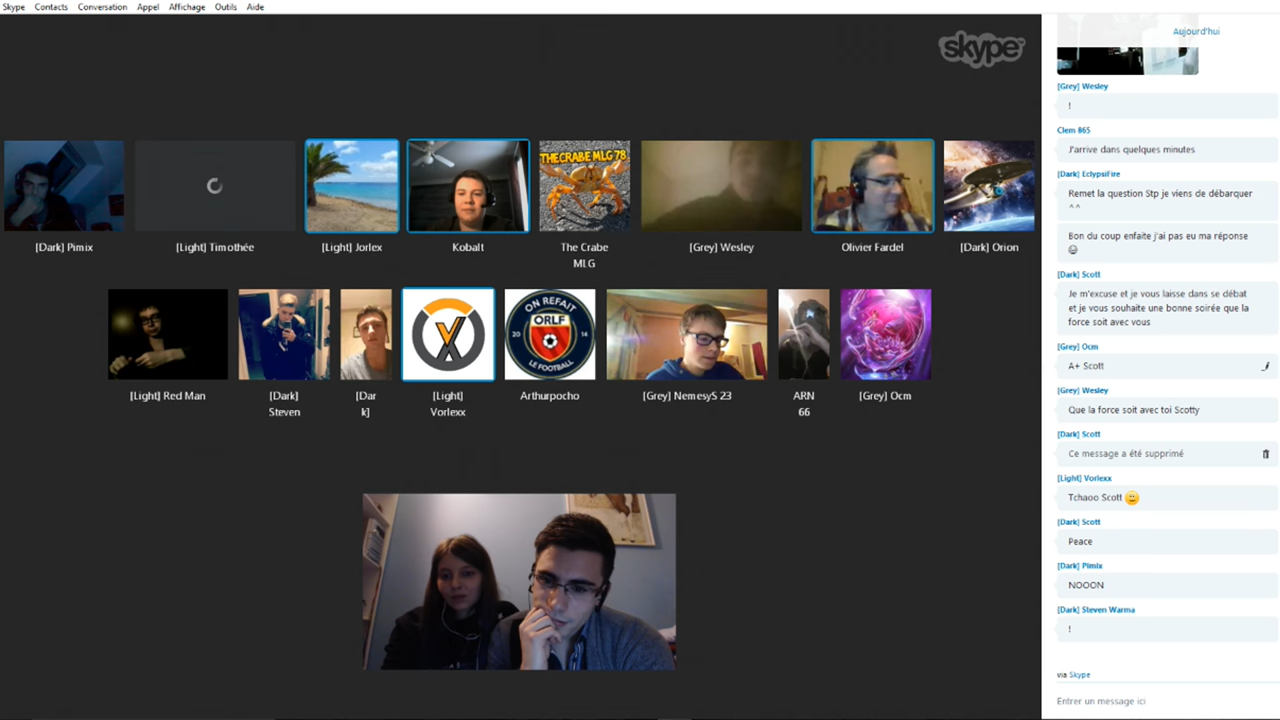 Skype Contacts Conversation Appel Affichage Outils Aide
skype
THECRABE MLG 78
[Dark] Pimix
[Light] Timothée
[Light] Jorlex
Kobalt
The Crabe
MLG
[Grey] Wesley
Olivier Fardel
[Dark] Orion
ON REFAIT
ORLF
20 14
LE FOOTBALL
[Light] Red Man
[Dark]
Steven
[Dar
k]
[Light]
Vorlexx
Arthurpocho
[Grey] NemesyS 23
ARN
66
[Grey] Ocm
Aujourd'hui
[Grey] Wesley
!
Clem 865
J'arrive dans quelques minutes
[Dark] EclypsiFire
Remet la question Stp je viens de débarquer
^^
Bon du coup enfaite j'ai pas eu ma réponse
[Dark] Scott
Je m'excuse et je vous laisse dans se débat
et je vous souhaite une bonne soirée que la
force soit avec vous
[Grey] Ocm
A+ Scott
[Grey] Wesley
Que la force soit avec toi Scotty
[Dark] Scott
Ce message a été supprimé
[Light] Vorlexx
Tchaoo Scott
[Dark] Scott
Peace
[Dark] Pimix
NOOON
[Dark] Steven Warma
!
via Skype
Entrer un message ici